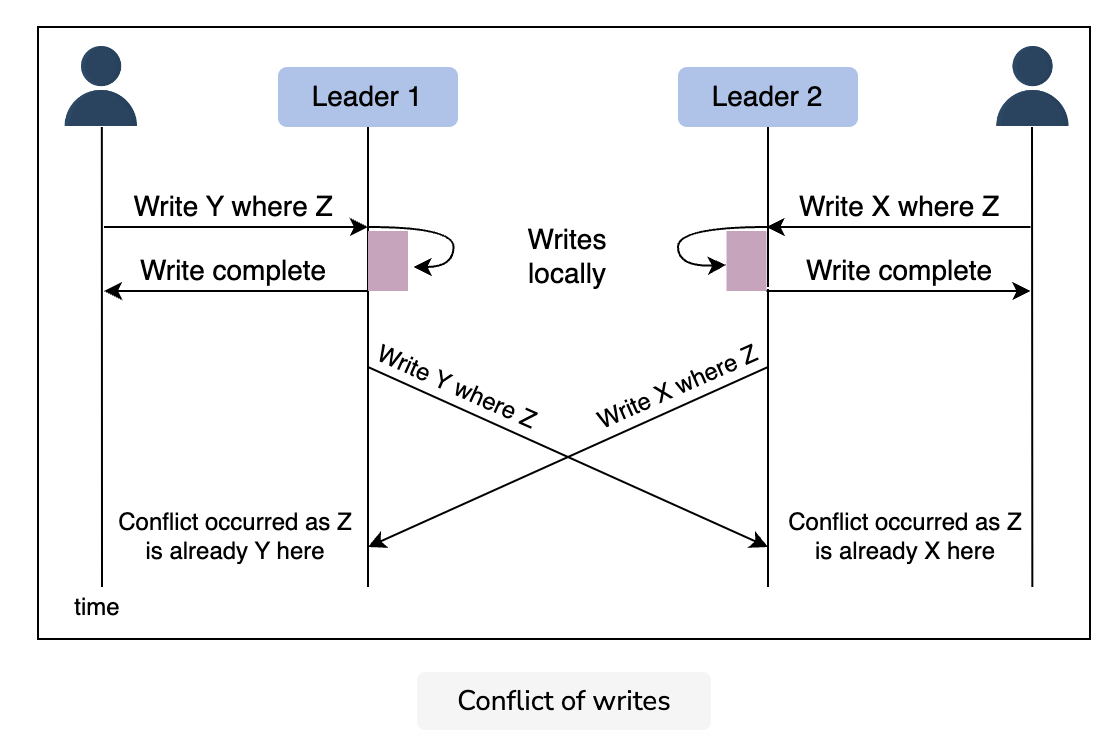 Leader 1
Leader 2
Write Y where Z
Write X where Z
Writes
locally
Write complete
Write complete
Write Y where Z
Write X where Z
Conflict occurred as Z
is already Y here
Conflict occurred as Z
is already X here
time
Conflict of writes